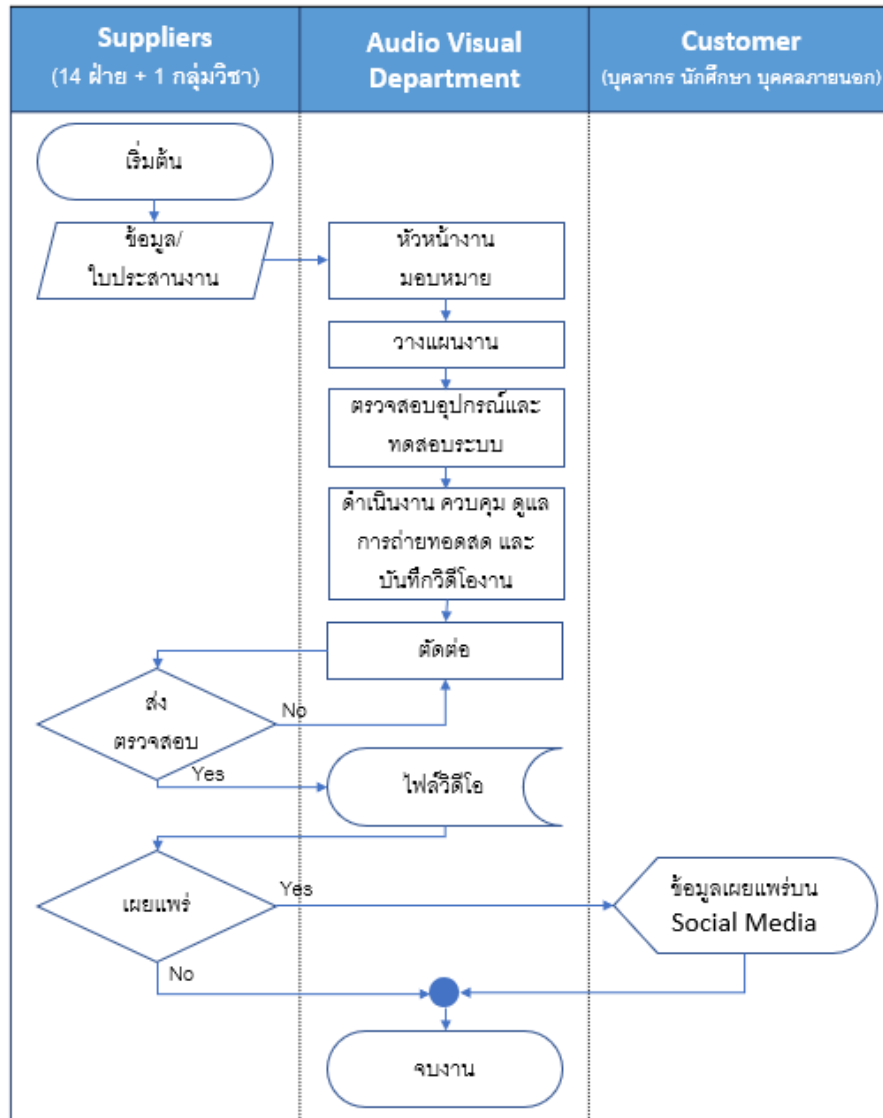 Suppliers
(14 ฝ่าย + 1 กลุ่มวิชา)
Audio Visual
Department
Customer
(บุคลากร นักศึกษา บุคคลภายนอก)
เริ่มต้น
ข้อมูล/
ใบประสานงาน
หัวหน้างาน
มอบหมาย
วางแผนงาน
ตรวจสอบอุปกรณ์และ
ทดสอบระบบ
ดำเนินงาน ควบคุม ดูแล
การถ่ายทอดสด และ
บันทึกวิดีโองาน
ตัดต่อ
ส่ง
ตรวจสอบ
No
Yes
ไฟล์วิดีโอ
เผยแพร่
Yes
ข้อมูลเผยแพร่บน
Social Media
No
จบงาน